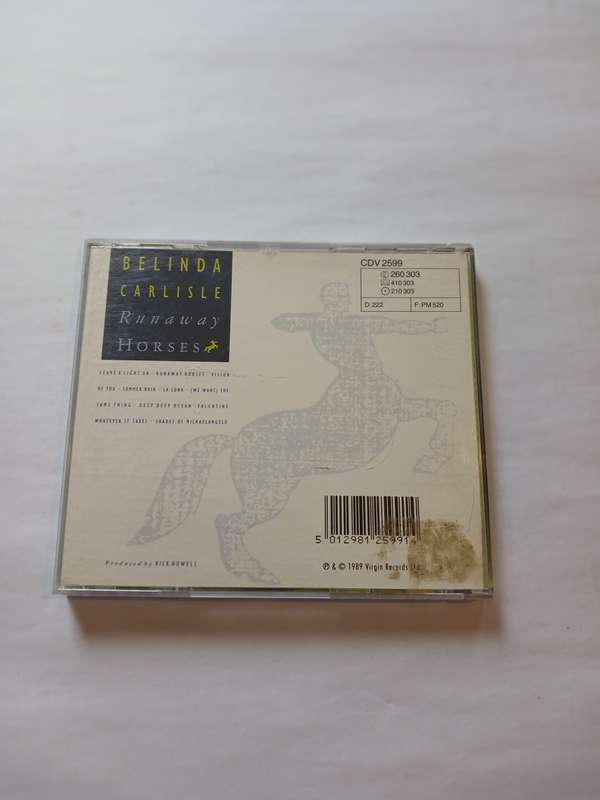 BELINDA
CARLISLE
Runaway
HORSES
LEAVE A LIGHT ON · RUNAWAY HORSES · VISION
OF YOU · SUMMER RAIN · LA LUNA · (WE WANT) THE
SAME THING · DEEP DEEP OCEAN · VALENTINE
WHATEVER IT TAKES · SHADES OF MICHAELANGELO
Produced by RICK NOWELS
CDV 2599
260 303
410 303
210 303
D: 222 F: PM 520
5 012981 259914
℗ & © 1989 Virgin Records Ltd.